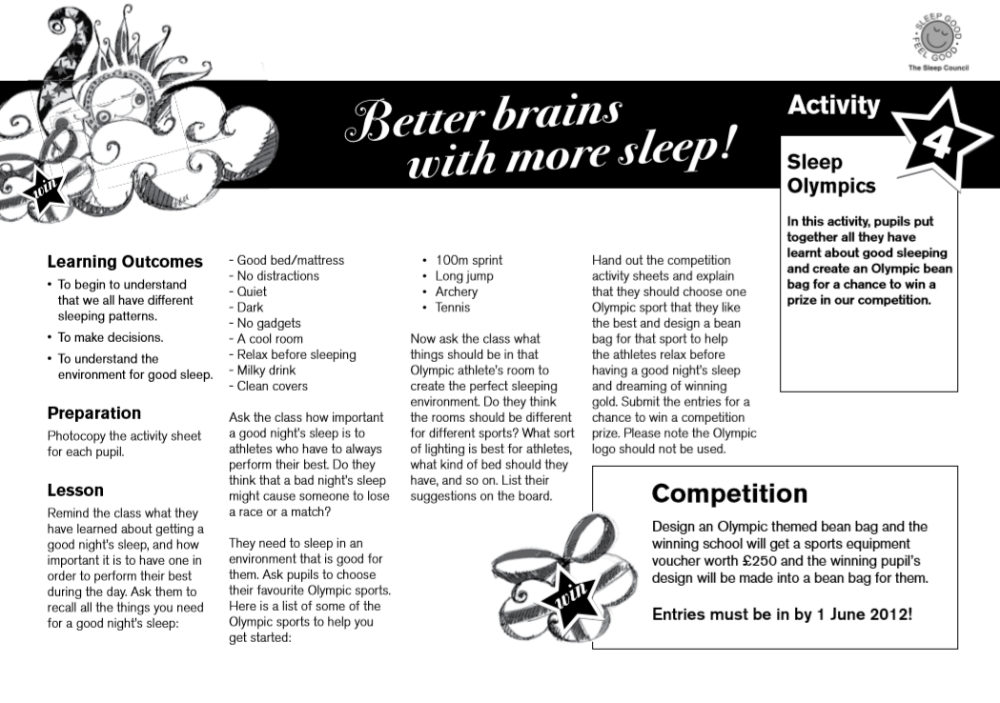 SLEEP GOOD
FEEL GOOD
The Sleep Council
Better brains
with more sleep!
Activity
4
Sleep
Olympics
In this activity, pupils put
together all they have
learnt about good sleeping
and create an Olympic bean
bag for a chance to win a
prize in our competition.
win
Learning Outcomes
• To begin to understand
that we all have different
sleeping patterns.
• To make decisions.
• To understand the
environment for good sleep.
Preparation
Photocopy the activity sheet
for each pupil.
Lesson
Remind the class what they
have learned about getting a
good night's sleep, and how
important it is to have one in
order to perform their best
during the day. Ask them to
recall all the things you need
for a good night's sleep:
- Good bed/mattress
- No distractions
- Quiet
- Dark
- No gadgets
- A cool room
- Relax before sleeping
- Milky drink
- Clean covers
Ask the class how important
a good night's sleep is to
athletes who have to always
perform their best. Do they
think that a bad night's sleep
might cause someone to lose
a race or a match?
They need to sleep in an
environment that is good for
them. Ask pupils to choose
their favourite Olympic sports.
Here is a list of some of the
Olympic sports to help you
get started:
• 100m sprint
• Long jump
• Archery
• Tennis
Now ask the class what
things should be in that
Olympic athlete's room to
create the perfect sleeping
environment. Do they think
the rooms should be different
for different sports? What sort
of lighting is best for athletes,
what kind of bed should they
have, and so on. List their
suggestions on the board.
Hand out the competition
activity sheets and explain
that they should choose one
Olympic sport that they like
the best and design a bean
bag for that sport to help
the athletes relax before
having a good night's sleep
and dreaming of winning
gold. Submit the entries for a
chance to win a competition
prize. Please note the Olympic
logo should not be used.
win
Competition
Design an Olympic themed bean bag and the
winning school will get a sports equipment
voucher worth £250 and the winning pupil's
design will be made into a bean bag for them.
Entries must be in by 1 June 2012!